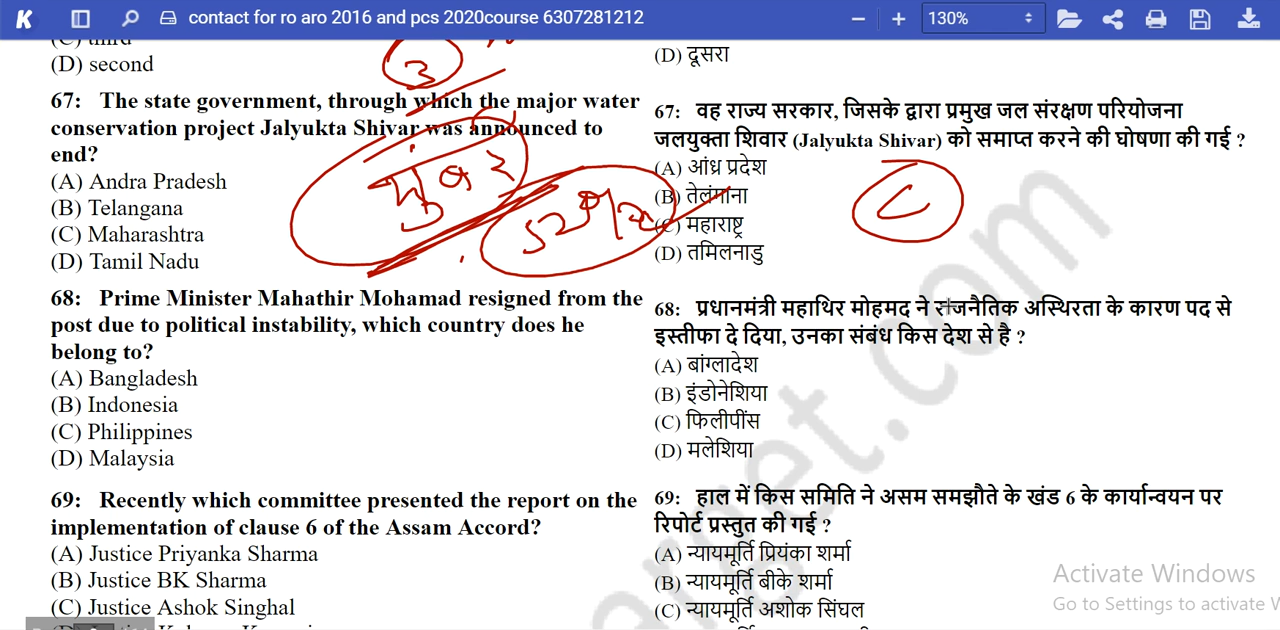 contact for ro aro 2016 and pcs 2020course 6307281212
130%
(C) third
(D) second
3
67: The state government, through which the major water
conservation project Jalyukta Shivar was announced to
end?
(A) Andra Pradesh
(B) Telangana
(C) Maharashtra
(D) Tamil Nadu
68: Prime Minister Mahathir Mohamad resigned from the
post due to political instability, which country does he
belong to?
(A) Bangladesh
(B) Indonesia
(C) Philippines
(D) Malaysia
69: Recently which committee presented the report on the
implementation of clause 6 of the Assam Accord?
(A) Justice Priyanka Sharma
(B) Justice BK Sharma
(C) Justice Ashok Singhal
(D) दूसरा
67: वह राज्य सरकार, जिसके द्वारा प्रमुख जल संरक्षण परियोजना
जलयुक्ता शिवार (Jalyukta Shivar) को समाप्त करने की घोषणा की गई ?
(A) आंध्र प्रदेश
(B) तेलंगाना
(C) महाराष्ट्र
(D) तमिलनाडु
C
68: प्रधानमंत्री महाथिर मोहमद ने राजनैतिक अस्थिरता के कारण पद से
इस्तीफा दे दिया, उनका संबंध किस देश से है ?
(A) बांग्लादेश
(B) इंडोनेशिया
(C) फिलीपींस
(D) मलेशिया
69: हाल में किस समिति ने असम समझौते के खंड 6 के कार्यान्वयन पर
रिपोर्ट प्रस्तुत की गई ?
(A) न्यायमूर्ति प्रियंका शर्मा
(B) न्यायमूर्ति बीके शर्मा
(C) न्यायमूर्ति अशोक सिंघल
target.com
Activate Windows
Go to Settings to activate